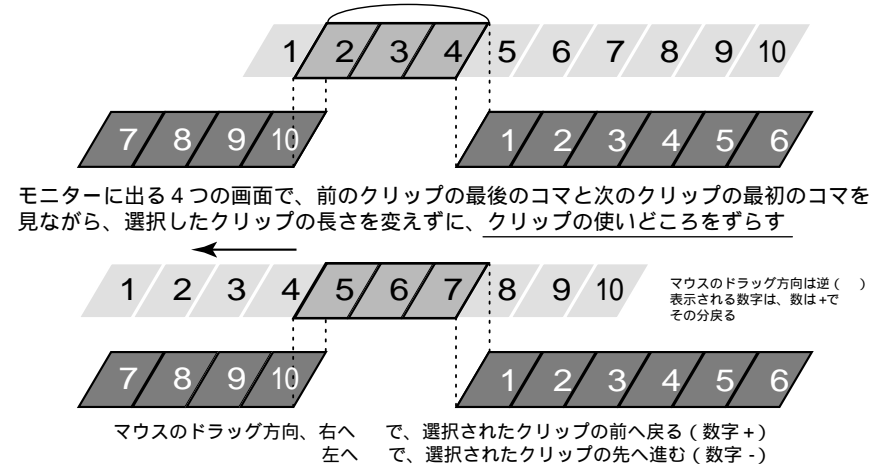 1 2 3 4 5 6 7 8 9 10
7 8 9 10 1 2 3 4 5 6
モニターに出る４つの画面で、前のクリップの最後のコマと次のクリップの最初のコマを
見ながら、選択したクリップの長さを変えずに、クリップの使いどころをずらす
1 2 3 4 5 6 7 8 9 10
マウスのドラッグ方向は逆（　）
表示される数字は、数は+で
その分戻る
7 8 9 10 1 2 3 4 5 6
マウスのドラッグ方向、右へ　で、選択されたクリップの前へ戻る（数字+）
左へ　で、選択されたクリップの先へ進む（数字-）